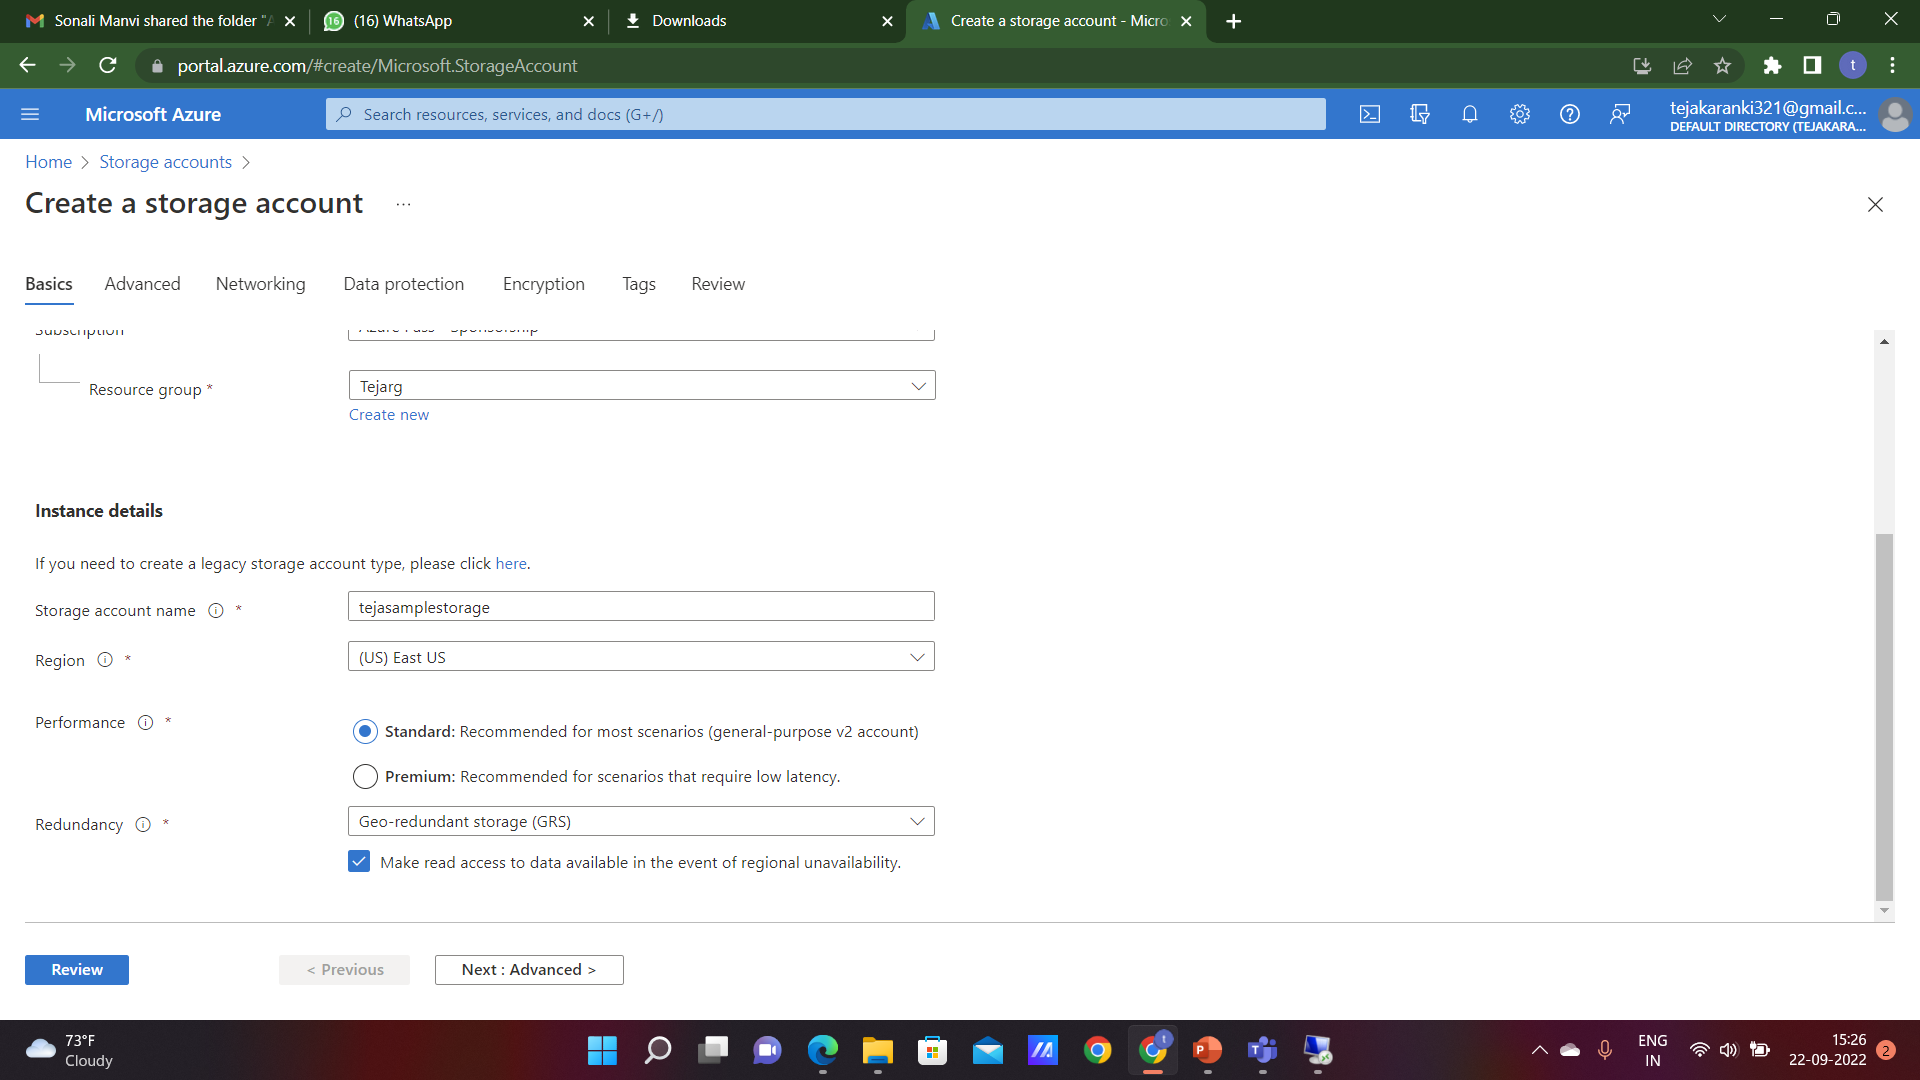 Sonali Manvi shared the folder "A
16 (16) WhatsApp
Downloads
Create a storage account - Micro
portal.azure.com/#create/Microsoft.StorageAccount
t
Microsoft Azure
Search resources, services, and docs (G+/)
tejakaranki321@gmail.c...
DEFAULT DIRECTORY (TEJAKARA...
Home > Storage accounts >
Create a storage account ...
Basics Advanced Networking Data protection Encryption Tags Review
Subscription
Azure Pass - Sponsorship
Resource group *
Tejarg
Create new
Instance details
If you need to create a legacy storage account type, please click here.
Storage account name *
tejasamplestorage
Region *
(US) East US
Performance *
Standard: Recommended for most scenarios (general-purpose v2 account)
Premium: Recommended for scenarios that require low latency.
Redundancy *
Geo-redundant storage (GRS)
Make read access to data available in the event of regional unavailability.
Review
< Previous
Next : Advanced >
73°F
Cloudy
t
P
ENG
IN
15:26
22-09-2022
2